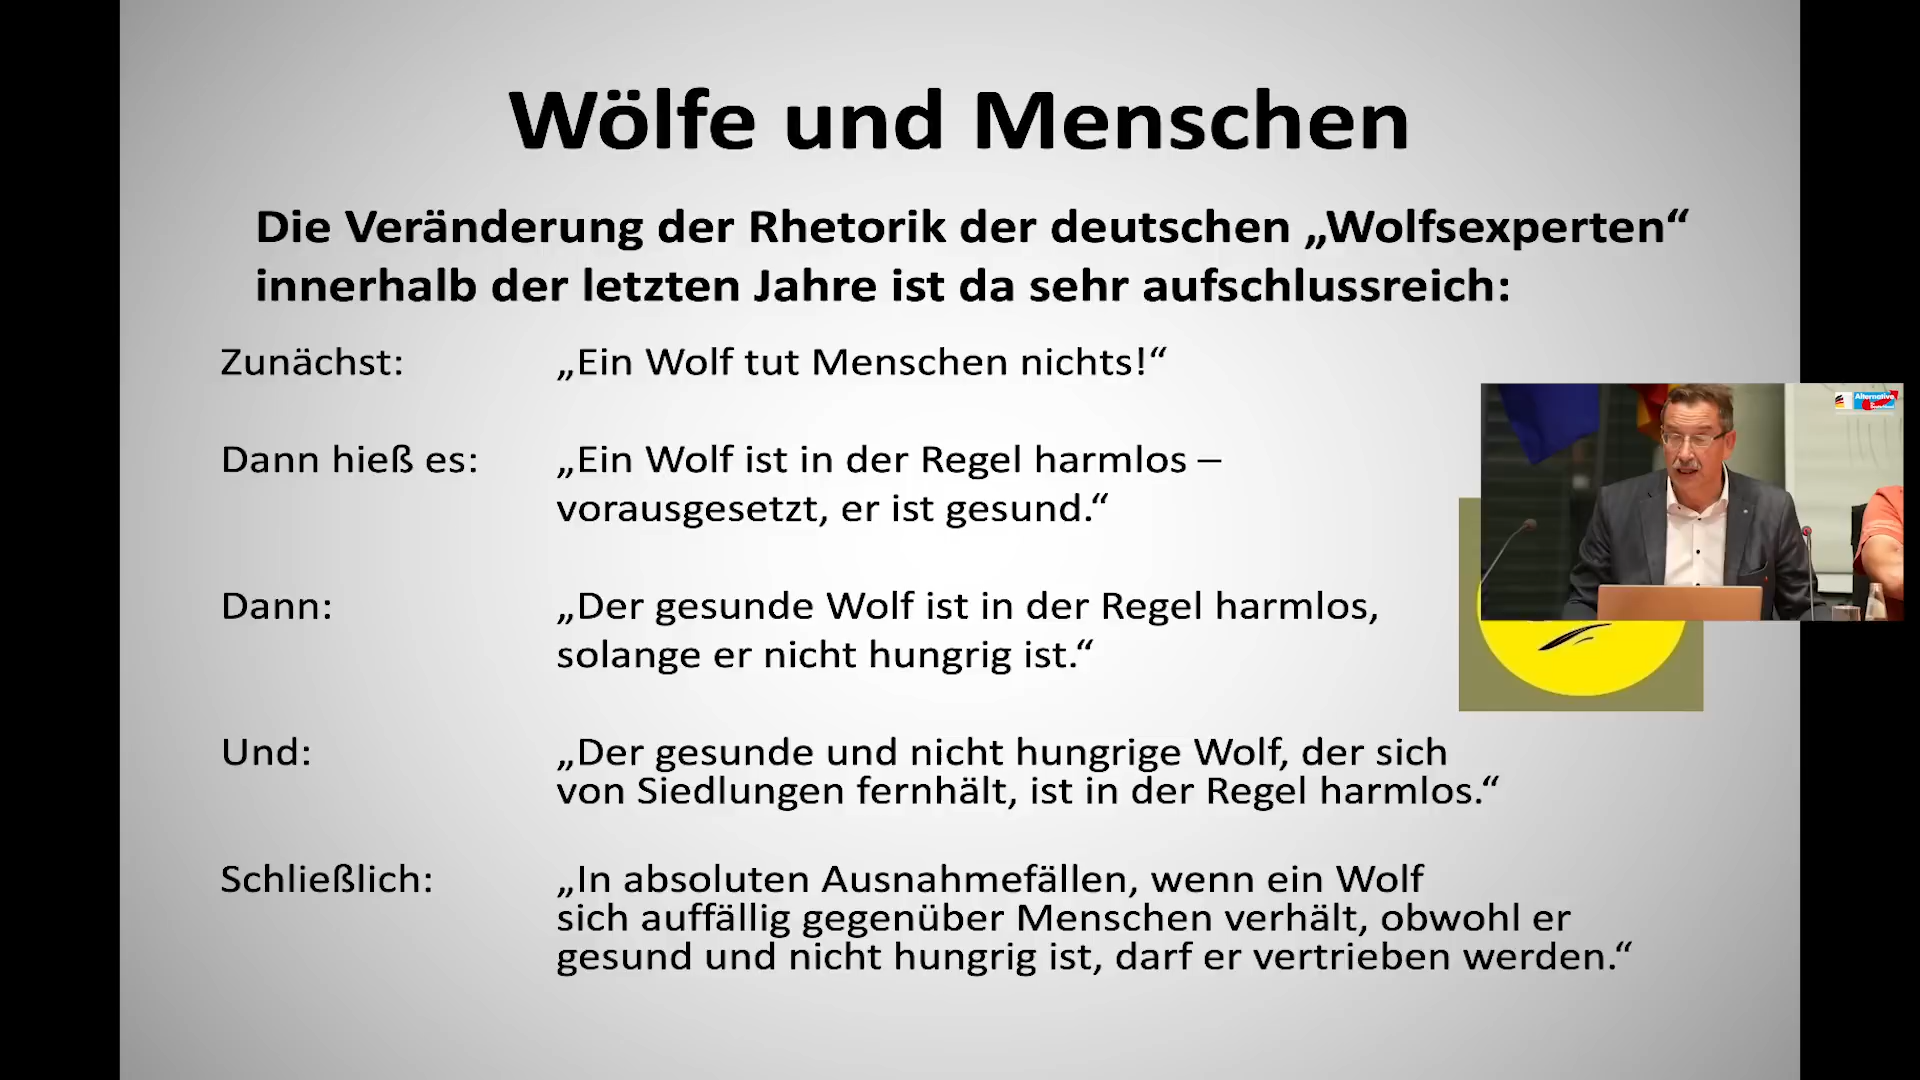 Wölfe und Menschen
Die Veränderung der Rhetorik der deutschen „Wolfsexperten“
innerhalb der letzten Jahre ist da sehr aufschlussreich:
Zunächst: „Ein Wolf tut Menschen nichts!“
Dann hieß es: „Ein Wolf ist in der Regel harmlos –
vorausgesetzt, er ist gesund.“
Alternative
Dann: „Der gesunde Wolf ist in der Regel harmlos,
solange er nicht hungrig ist.“
Und: „Der gesunde und nicht hungrige Wolf, der sich
von Siedlungen fernhält, ist in der Regel harmlos.“
Schließlich: „In absoluten Ausnahmefällen, wenn ein Wolf
sich auffällig gegenüber Menschen verhält, obwohl er
gesund und nicht hungrig ist, darf er vertrieben werden.“